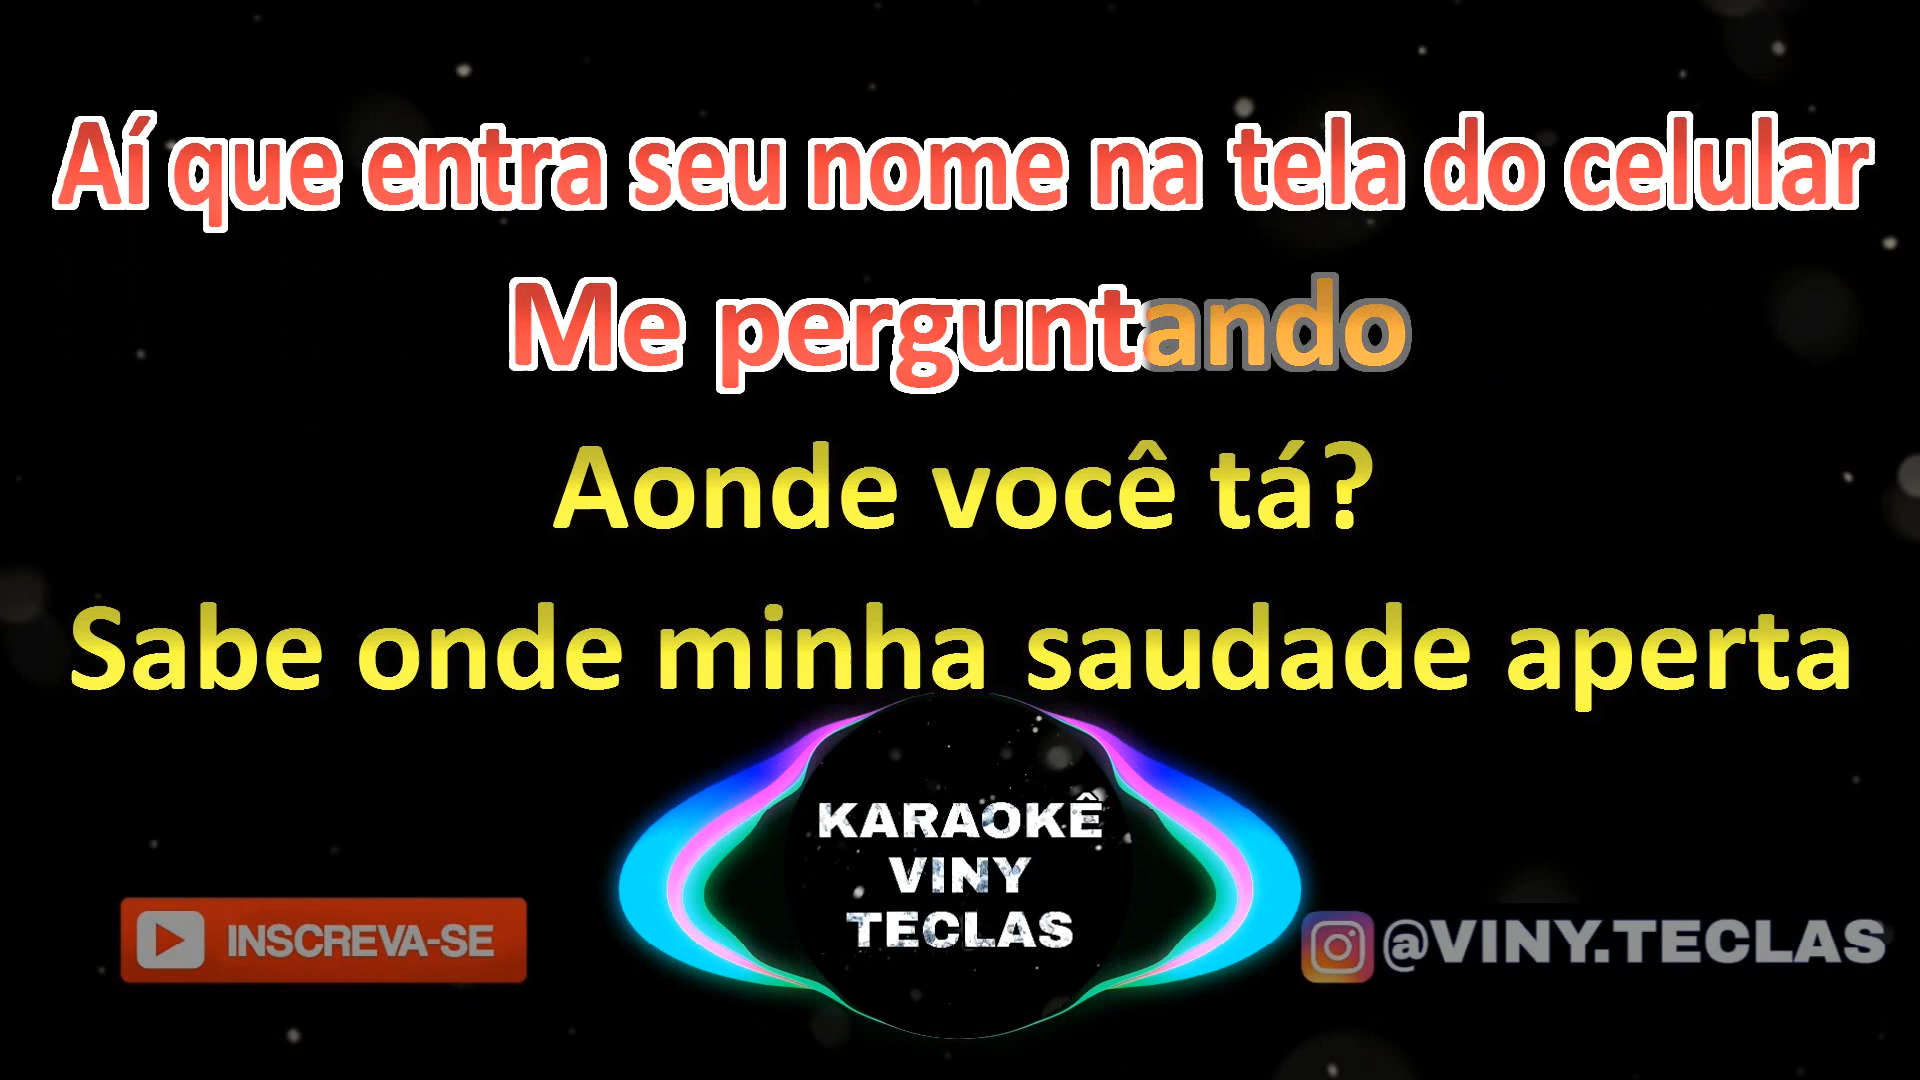 Aí que entra seu nome na tela do celular
Me perguntando
Aonde você tá?
Sabe onde minha saudade aperta
KARAOKÊ
VINY
TECLAS
INSCREVA-SE
@VINY.TECLAS